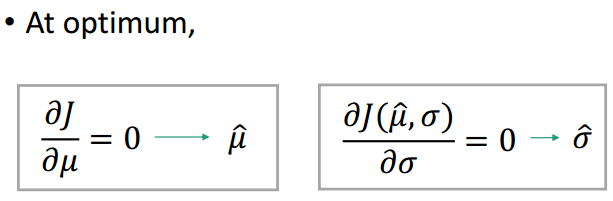 • At optimum,
∂J/∂μ = 0 → μ̂
∂J(μ̂, σ)/∂σ = 0 → σ̂